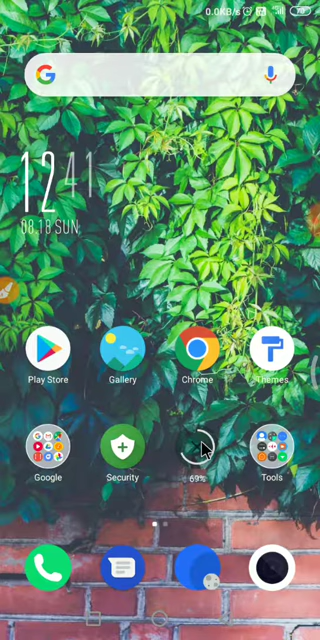 0.0KB/s
12 41
08.18 SUN
Play Store
Gallery
Chrome
Themes
Google
Security
69%
Tools